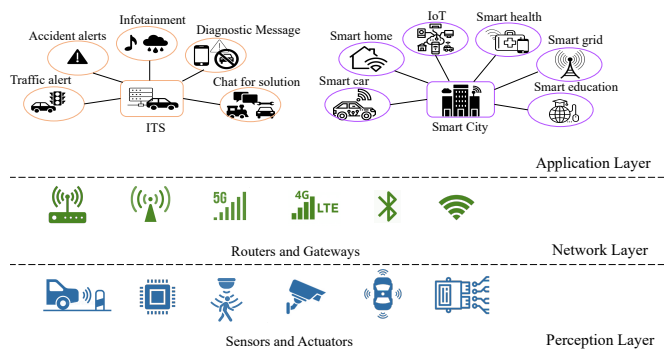 Infotainment
Diagnostic Message
Accident alerts
Traffic alert
Chat for solution
ITS
IoT
Smart health
Smart home
Smart grid
Smart car
Smart education
Smart City
Application Layer
5G
4G
LTE
Routers and Gateways
Network Layer
Sensors and Actuators
Perception Layer